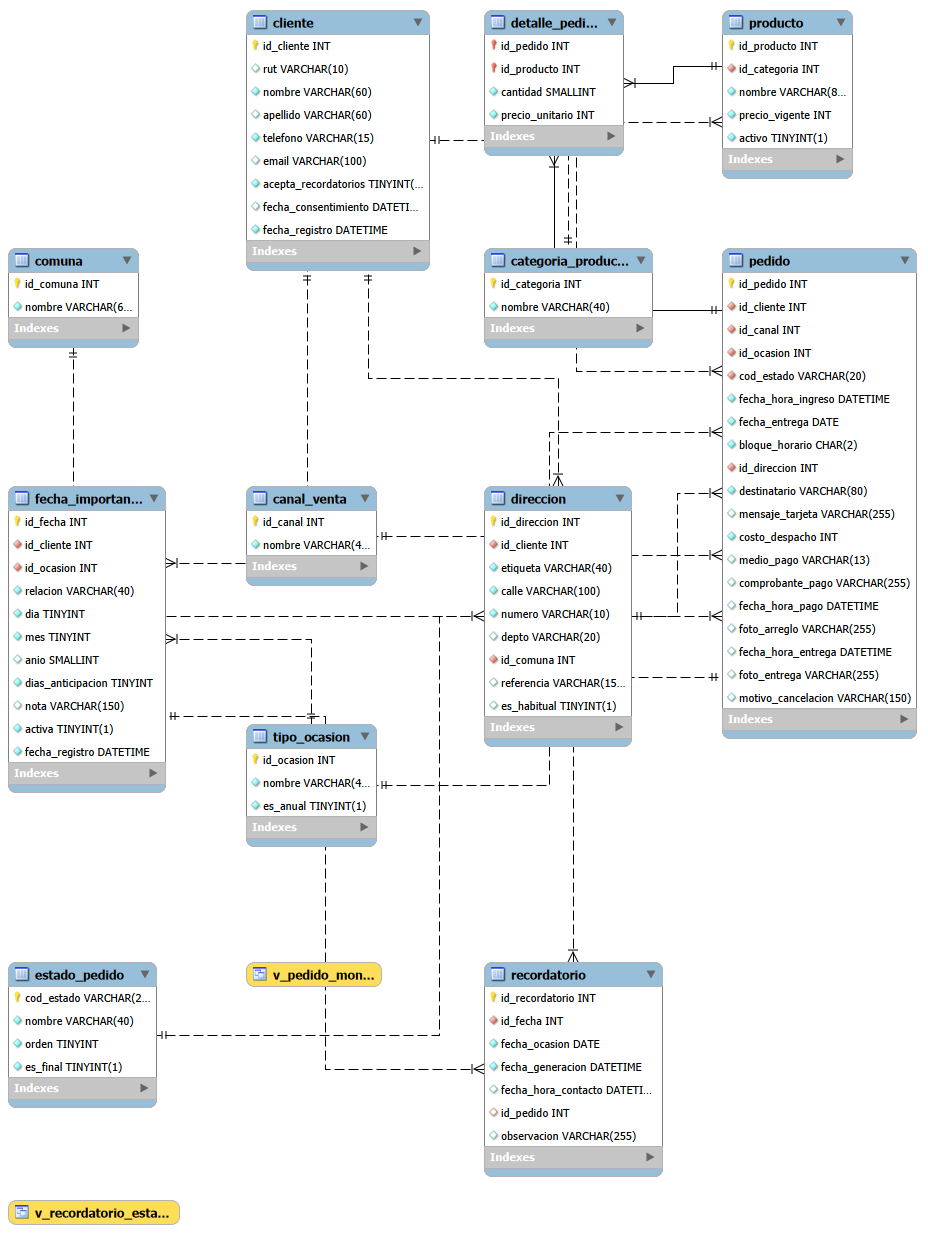 cliente
id_cliente INT
rut VARCHAR(10)
nombre VARCHAR(60)
apellido VARCHAR(60)
telefono VARCHAR(15)
email VARCHAR(100)
acepta_recordatorios TINYINT(...
fecha_consentimiento DATETI...
fecha_registro DATETIME
Indexes
detalle_pedi...
id_pedido INT
id_producto INT
cantidad SMALLINT
precio_unitario INT
Indexes
producto
id_producto INT
id_categoria INT
nombre VARCHAR(8...
precio_vigente INT
activo TINYINT(1)
Indexes
comuna
id_comuna INT
nombre VARCHAR(6...
Indexes
categoria_produc...
id_categoria INT
nombre VARCHAR(40)
Indexes
pedido
id_pedido INT
id_cliente INT
id_canal INT
id_ocasion INT
cod_estado VARCHAR(20)
fecha_hora_ingreso DATETIME
fecha_entrega DATE
bloque_horario CHAR(2)
id_direccion INT
destinatario VARCHAR(80)
mensaje_tarjeta VARCHAR(255)
costo_despacho INT
medio_pago VARCHAR(13)
comprobante_pago VARCHAR(255)
fecha_hora_pago DATETIME
foto_arreglo VARCHAR(255)
fecha_hora_entrega DATETIME
foto_entrega VARCHAR(255)
motivo_cancelacion VARCHAR(150)
Indexes
fecha_importan...
id_fecha INT
id_cliente INT
id_ocasion INT
relacion VARCHAR(40)
dia TINYINT
mes TINYINT
anio SMALLINT
dias_anticipacion TINYINT
nota VARCHAR(150)
activa TINYINT(1)
fecha_registro DATETIME
Indexes
canal_venta
id_canal INT
nombre VARCHAR(4...
Indexes
direccion
id_direccion INT
id_cliente INT
etiqueta VARCHAR(40)
calle VARCHAR(100)
numero VARCHAR(10)
depto VARCHAR(20)
id_comuna INT
referencia VARCHAR(15...
es_habitual TINYINT(1)
Indexes
tipo_ocasion
id_ocasion INT
nombre VARCHAR(4...
es_anual TINYINT(1)
Indexes
estado_pedido
cod_estado VARCHAR(2...
nombre VARCHAR(40)
orden TINYINT
es_final TINYINT(1)
Indexes
v_pedido_mon...
recordatorio
id_recordatorio INT
id_fecha INT
fecha_ocasion DATE
fecha_generacion DATETIME
fecha_hora_contacto DATETI...
id_pedido INT
observacion VARCHAR(255)
Indexes
v_recordatorio_esta...